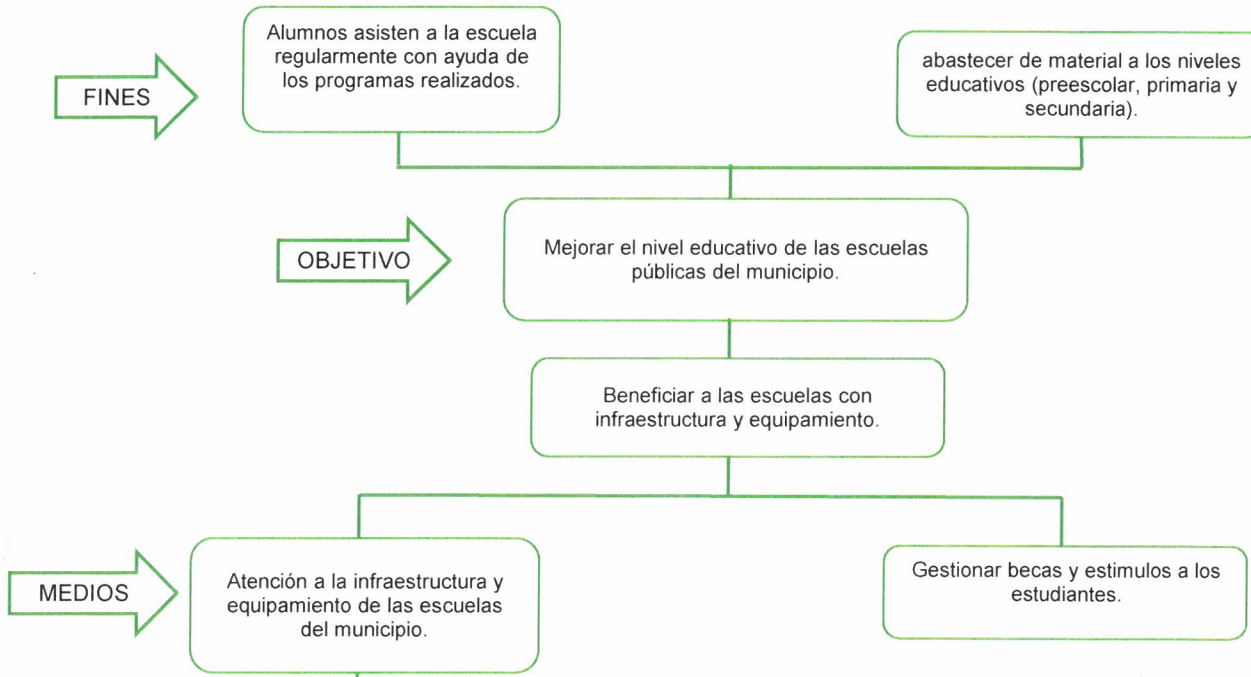 Alumnos asisten a la escuela
regularmente con ayuda de
los programas realizados.
abastecer de material a los niveles
educativos (preescolar, primaria y
secundaria).
FINES
Mejorar el nivel educativo de las escuelas
públicas del municipio.
OBJETIVO
Beneficiar a las escuelas con
infraestructura y equipamiento.
Atención a la infraestructura y
equipamiento de las escuelas
del municipio.
MEDIOS
Gestionar becas y estimulos a los
estudiantes.